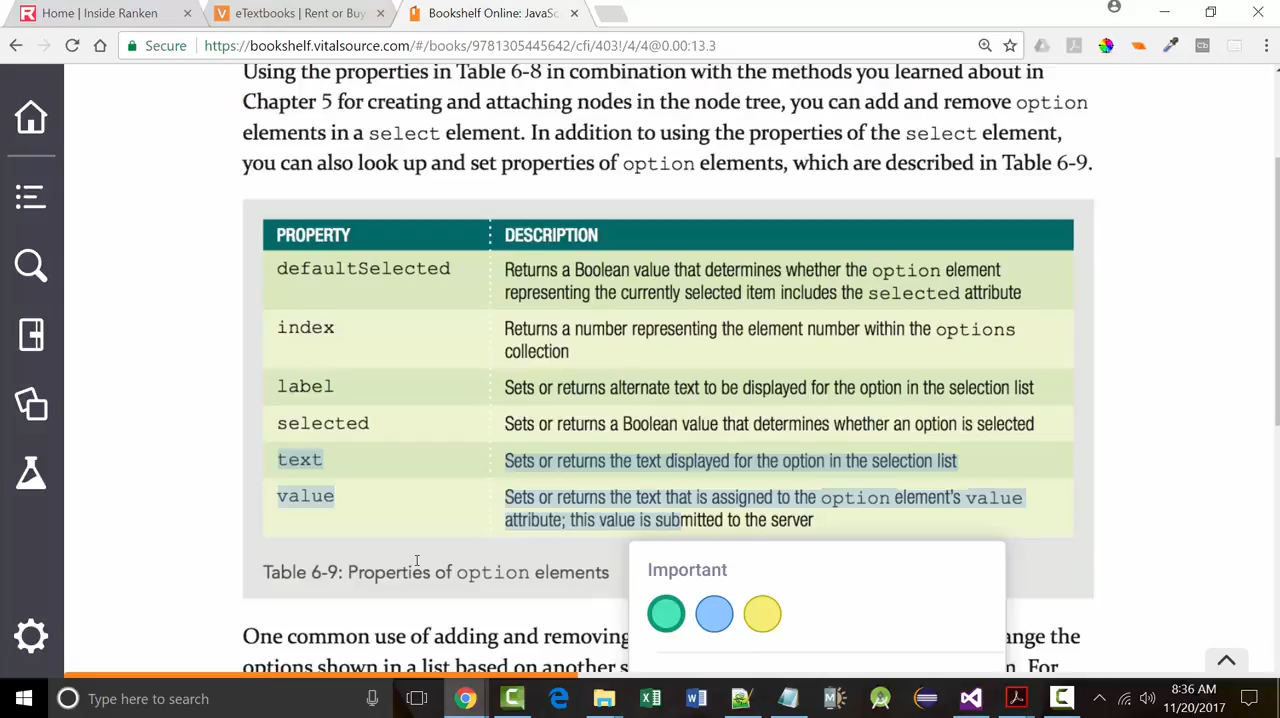 Home | Inside Ranken
eTextbooks | Rent or Buy
Bookshelf Online: JavaSc
Secure
https://bookshelf.vitalsource.com/#/books/9781305445642/cfi/403!/4/4@0.00:13.3
Using the properties in Table 6-8 in combination with the methods you learned about in
Chapter 5 for creating and attaching nodes in the node tree, you can add and remove option
elements in a select element. In addition to using the properties of the select element,
you can also look up and set properties of option elements, which are described in Table 6-9.
PROPERTY DESCRIPTION
defaultSelected Returns a Boolean value that determines whether the option element
representing the currently selected item includes the selected attribute
index Returns a number representing the element number within the options
collection
label Sets or returns alternate text to be displayed for the option in the selection list
selected Sets or returns a Boolean value that determines whether an option is selected
text Sets or returns the text displayed for the option in the selection list
value Sets or returns the text that is assigned to the option element's value
attribute; this value is submitted to the server
Table 6-9: Properties of option elements
Important
One common use of adding and removing ange the
options shown in a list based on another s n. For
Type here to search
8:36 AM
11/20/2017